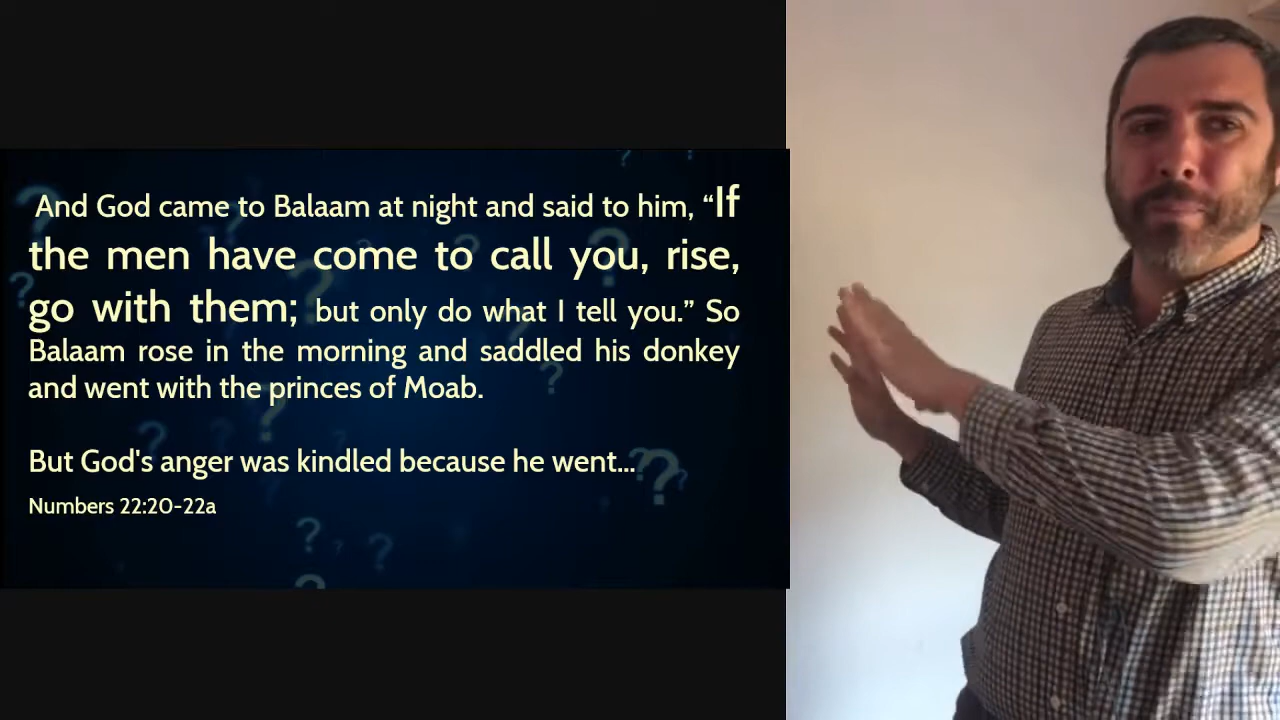 And God came to Balaam at night and said to him, “If
the men have come to call you, rise,
go with them; but only do what I tell you.” So
Balaam rose in the morning and saddled his donkey
and went with the princes of Moab.
But God's anger was kindled because he went...
Numbers 22:20-22a